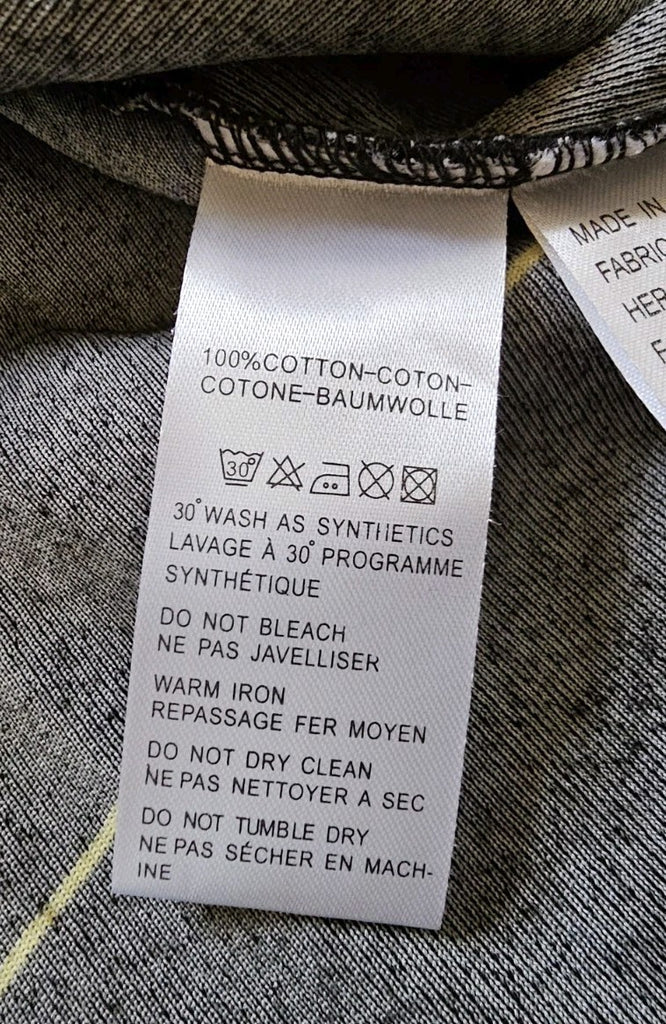 100%COTTON-COTON-
COTONE-BAUMWOLLE
30°
30° WASH AS SYNTHETICS
LAVAGE À 30° PROGRAMME
SYNTHÉTIQUE
DO NOT BLEACH
NE PAS JAVELLISER
WARM IRON
REPASSAGE FER MOYEN
DO NOT DRY CLEAN
NE PAS NETTOYER A SEC
DO NOT TUMBLE DRY
NE PAS SÉCHER EN MACH-
INE
MADE IN